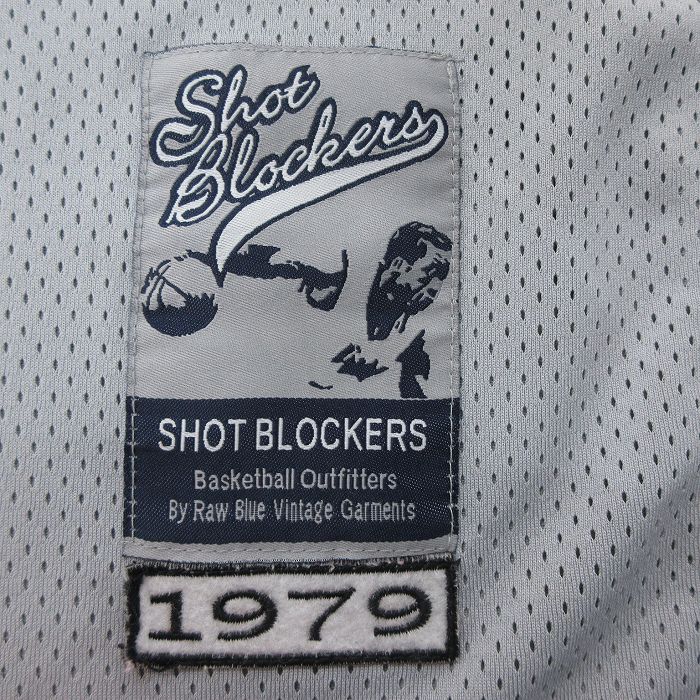 Shot
Blockers
SHOT BLOCKERS
Basketball Outfitters
By Raw Blue Vintage Garments
1979